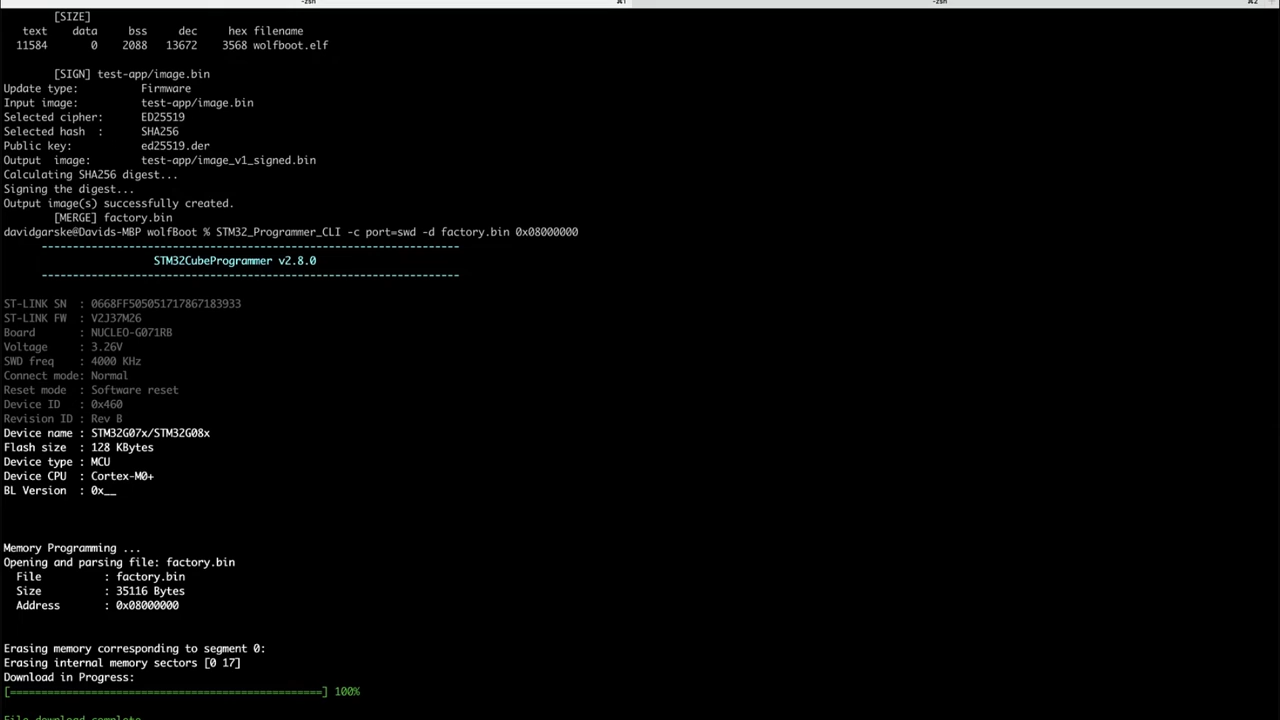 -zsh ⌘1 -zsh ⌘2
[SIZE]
text data bss dec hex filename
11584 0 2088 13672 3568 wolfboot.elf
[SIGN] test-app/image.bin
Update type: Firmware
Input image: test-app/image.bin
Selected cipher: ED25519
Selected hash : SHA256
Public key: ed25519.der
Output image: test-app/image_v1_signed.bin
Calculating SHA256 digest...
Signing the digest...
Output image(s) successfully created.
[MERGE] factory.bin
davidgarske@Davids-MBP wolfBoot % STM32_Programmer_CLI -c port=swd -d factory.bin 0x08000000
-------------------------------------------------------------------
STM32CubeProgrammer v2.8.0
-------------------------------------------------------------------
ST-LINK SN : 0668FF505051717867183933
ST-LINK FW : V2J37M26
Board : NUCLEO-G071RB
Voltage : 3.26V
SWD freq : 4000 KHz
Connect mode: Normal
Reset mode : Software reset
Device ID : 0x460
Revision ID : Rev B
Device name : STM32G07x/STM32G08x
Flash size : 128 KBytes
Device type : MCU
Device CPU : Cortex-M0+
BL Version : 0x__
Memory Programming ...
Opening and parsing file: factory.bin
File : factory.bin
Size : 35116 Bytes
Address : 0x08000000
Erasing memory corresponding to segment 0:
Erasing internal memory sectors [0 17]
Download in Progress:
[==================================================] 100%
File download complete